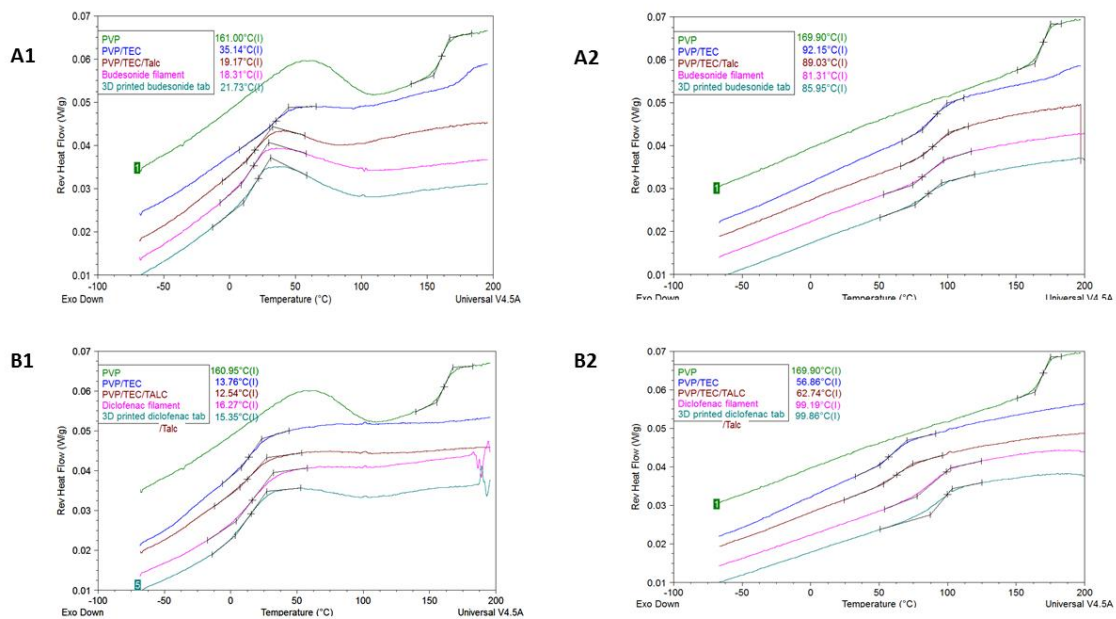 A1
0.07
0.06
0.05
0.04
0.03
0.02
0.01
Rev Heat Flow (W/g)
PVP 161.00°C(I)
PVP/TEC 35.14°C(I)
PVP/TEC/Talc 19.17°C(I)
Budesonide filament 18.31°C(I)
3D printed budesonide tab 21.73°C(I)
1
-100 -50 0 50 100 150 200
Exo Down Temperature (°C) Universal V4.5A
A2
0.07
0.06
0.05
0.04
0.03
0.02
0.01
Rev Heat Flow (W/g)
PVP 169.90°C(I)
PVP/TEC 92.15°C(I)
PVP/TEC/Talc 89.03°C(I)
Budesonide filament 81.31°C(I)
3D printed budesonide tab 85.95°C(I)
1
-100 -50 0 50 100 150 200
Exo Down Temperature (°C) Universal V4.5A
B1
0.07
0.06
0.05
0.04
0.03
0.02
0.01
Rev Heat Flow (W/g)
PVP 160.95°C(I)
PVP/TEC 13.76°C(I)
PVP/TEC/TALC 12.54°C(I)
Diclofenac filament 16.27°C(I)
3D printed diclofenac tab 15.35°C(I)
/Talc
5
-100 -50 0 50 100 150 200
Exo Down Temperature (°C) Universal V4.5A
B2
0.07
0.06
0.05
0.04
0.03
0.02
0.01
Rev Heat Flow (W/g)
PVP 169.90°C(I)
PVP/TEC 56.86°C(I)
PVP/TEC/TALC 62.74°C(I)
Diclofenac filament 99.19°C(I)
3D printed diclofenac tab 99.86°C(I)
/Talc
1
-100 -50 0 50 100 150 200
Exo Down Temperature (°C) Universal V4.5A